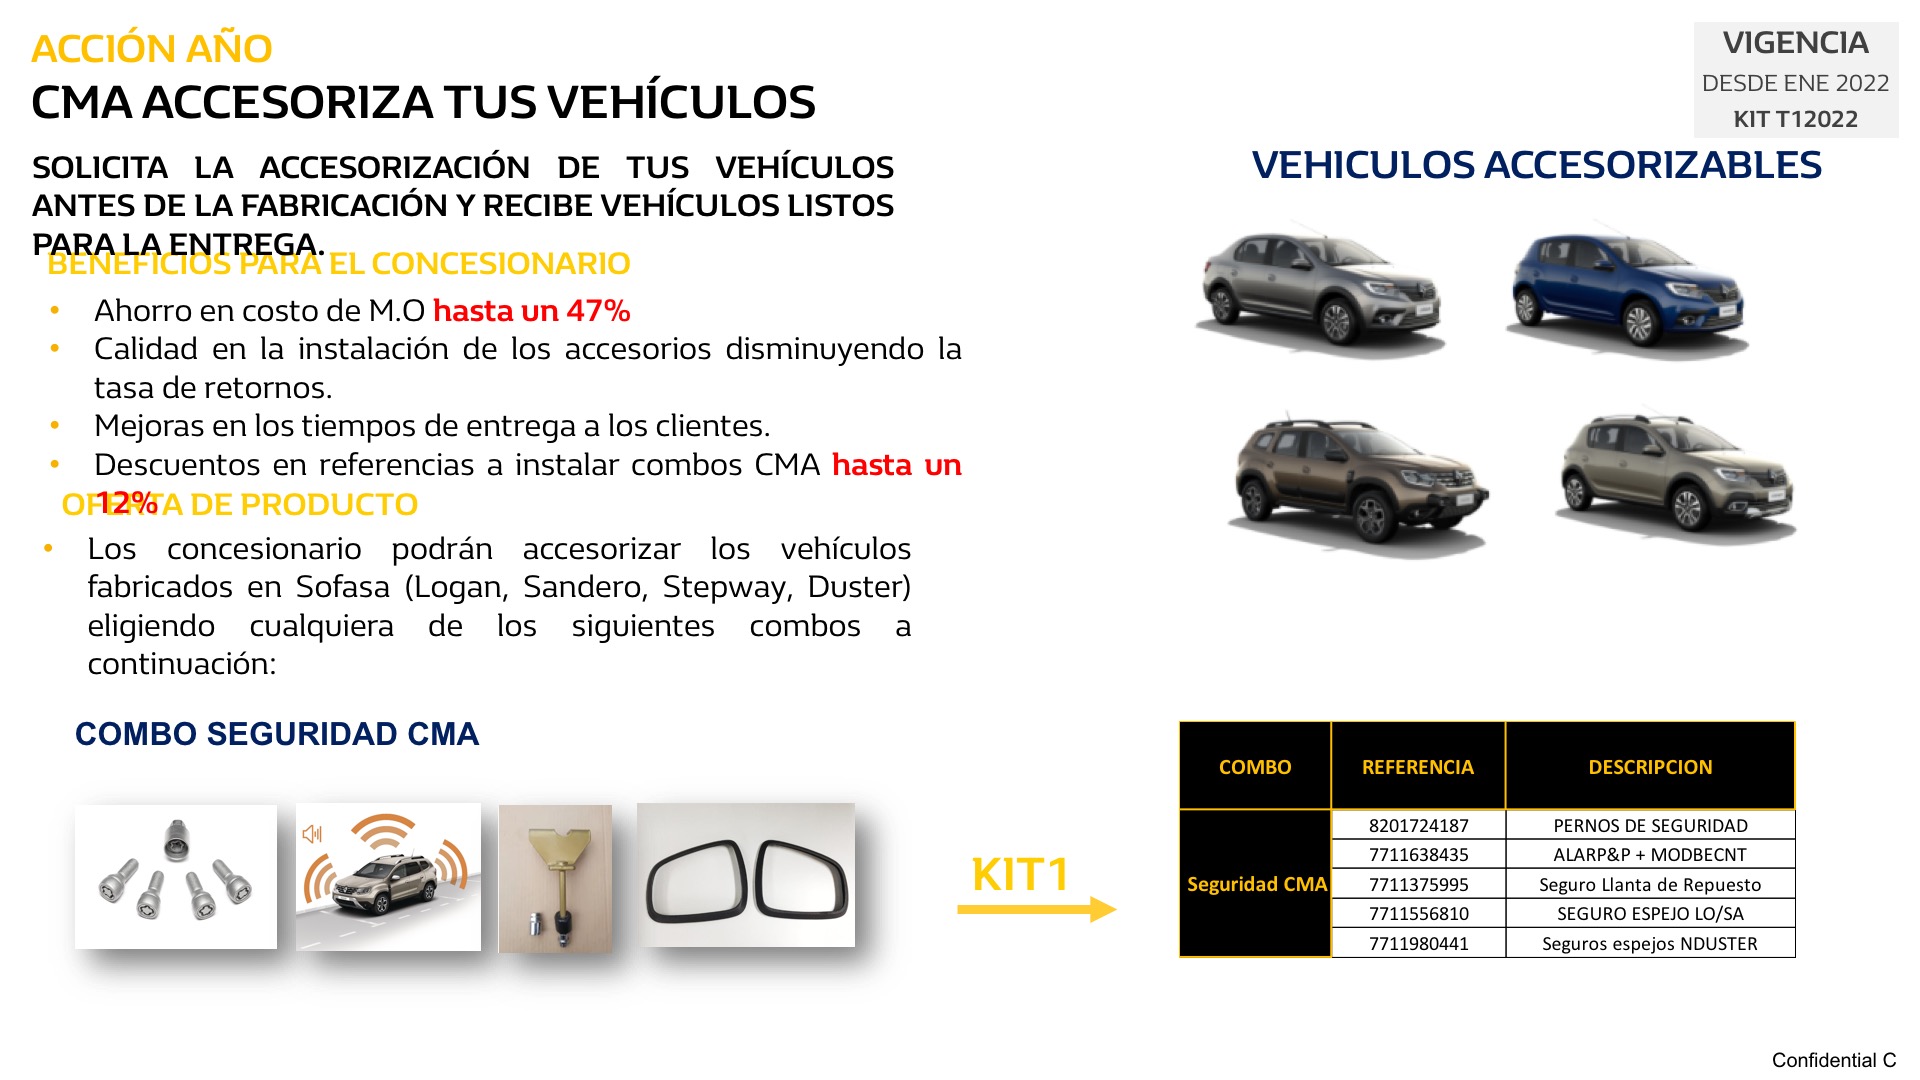 ACCIÓN AÑO
CMA ACCESORIZA TUS VEHÍCULOS
VIGENCIA
DESDE ENE 2022
KIT T12022
SOLICITA LA ACCESORIZACIÓN DE TUS VEHÍCULOS
ANTES DE LA FABRICACIÓN Y RECIBE VEHÍCULOS LISTOS
PARA LA ENTREGA.
BENEFICIOS PARA EL CONCESIONARIO
• Ahorro en costo de M.O hasta un 47%
• Calidad en la instalación de los accesorios disminuyendo la
tasa de retornos.
• Mejoras en los tiempos de entrega a los clientes.
• Descuentos en referencias a instalar combos CMA hasta un
12%
OFERTA DE PRODUCTO
• Los concesionario podrán accesorizar los vehículos
fabricados en Sofasa (Logan, Sandero, Stepway, Duster)
eligiendo cualquiera de los siguientes combos a
continuación:
VEHICULOS ACCESORIZABLES
COMBO SEGURIDAD CMA
KIT1
COMBO REFERENCIA DESCRIPCION
Seguridad CMA
8201724187 PERNOS DE SEGURIDAD
7711638435 ALARP&P + MODBECNT
7711375995 Seguro Llanta de Repuesto
7711556810 SEGURO ESPEJO LO/SA
7711980441 Seguros espejos NDUSTER
Confidential C